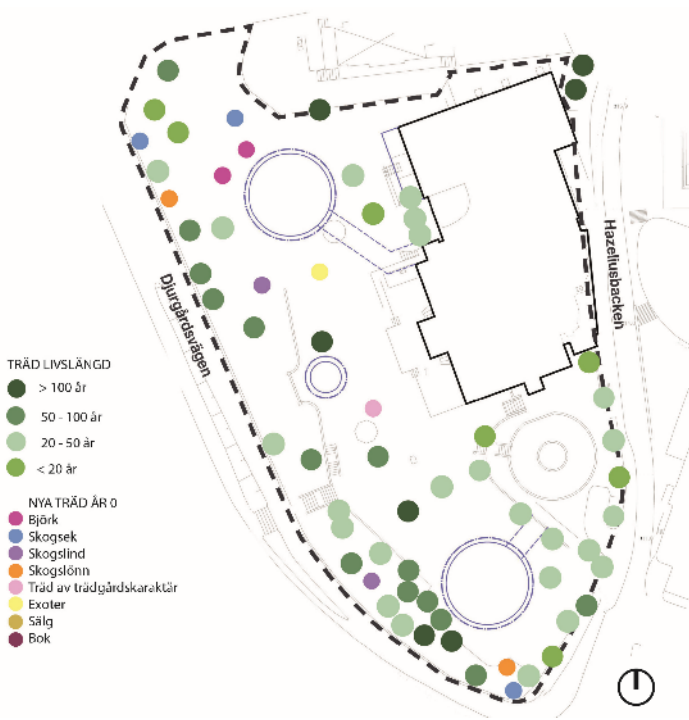 Hazeliusbacken
Djurgårdsvägen
TRÄD LIVSLÄNGD
> 100 år
50 - 100 år
20 - 50 år
< 20 år
NYA TRÄD ÅR 0
Björk
Skogsek
Skogslind
Skogslönn
Träd av trädgårdskaraktär
Exoter
Sälg
Bok